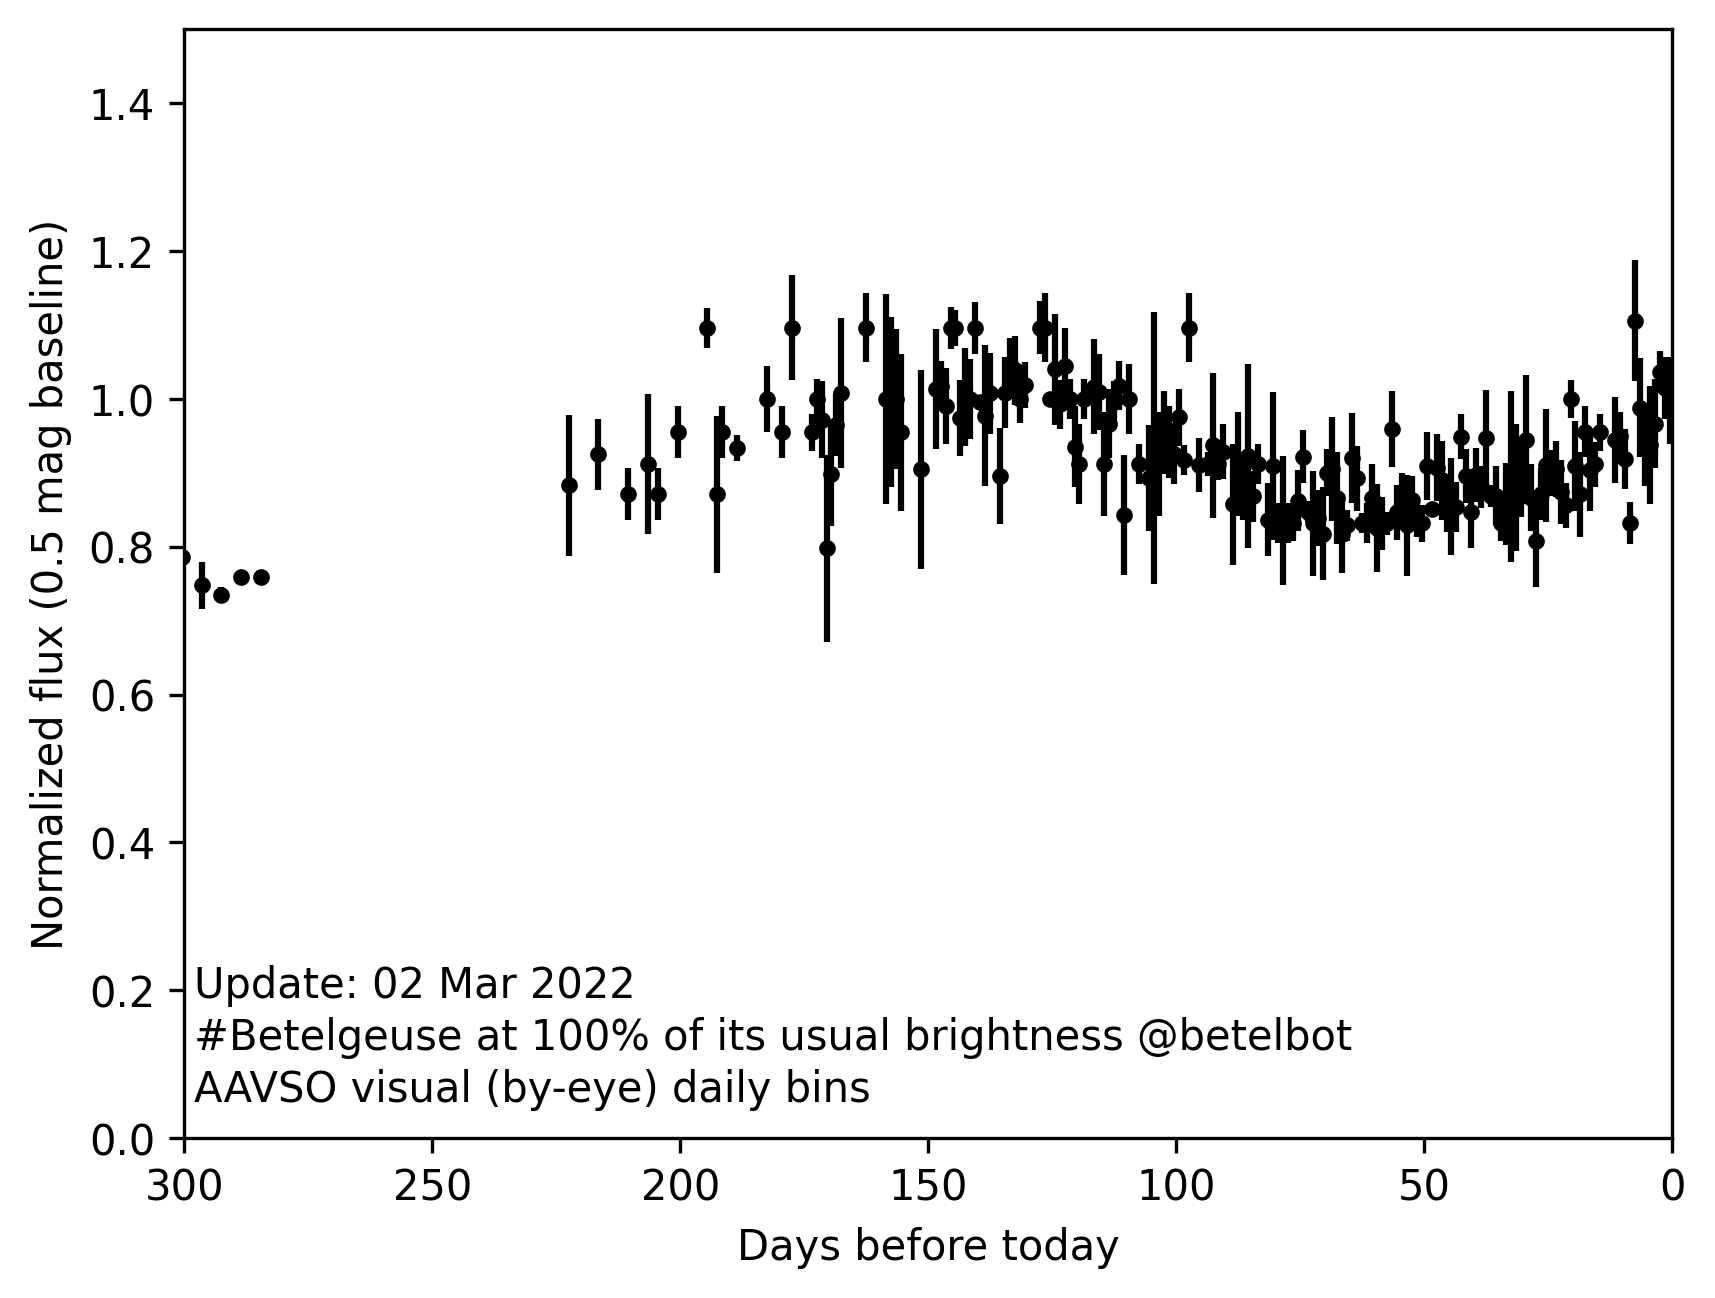 1.4
1.2
1.0
0.8
0.6
0.4
0.2
0.0
Normalized flux (0.5 mag baseline)
Update: 02 Mar 2022
#Betelgeuse at 100% of its usual brightness @betelbot
AAVSO visual (by-eye) daily bins
300 250 200 150 100 50 0
Days before today